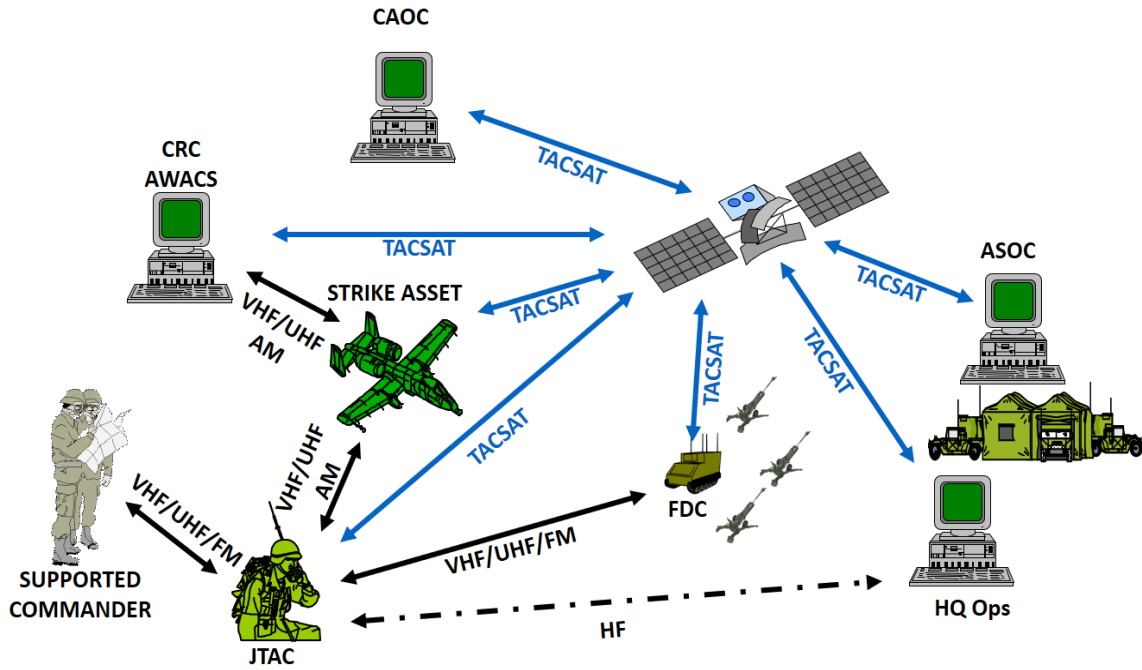 CAOC
CRC
AWACS
TACSAT
TACSAT
ASOC
TACSAT
STRIKE ASSET
TACSAT
VHF/UHF
AM
TACSAT
TACSAT
TACSAT
VHF/UHF
AM
VHF/UHF/FM
FDC
VHF/UHF/FM
SUPPORTED
COMMANDER
JTAC
HF
HQ Ops